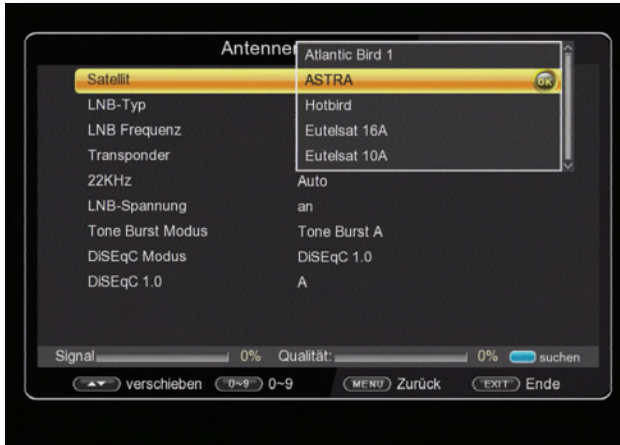 Antenne
Atlantic Bird 1
Satellit ASTRA OK
LNB-Typ Hotbird
LNB Frequenz Eutelsat 16A
Transponder Eutelsat 10A
22KHz Auto
LNB-Spannung an
Tone Burst Modus Tone Burst A
DiSEqC Modus DiSEqC 1.0
DiSEqC 1.0 A
Signal 0% Qualität: 0% suchen
verschieben 0~9 0~9 MENU Zurück EXIT Ende